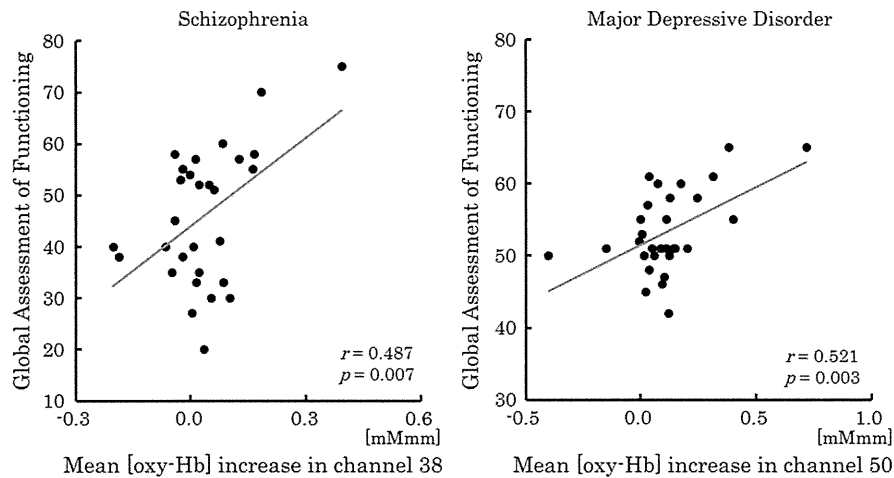 Schizophrenia
Global Assessment of Functioning
80
70
60
50
40
30
20
10
-0.3 0.0 0.3 0.6
r = 0.487
p = 0.007
[mMmm]
Mean [oxy-Hb] increase in channel 38
Major Depressive Disorder
Global Assessment of Functioning
80
70
60
50
40
30
-0.5 0.0 0.5 1.0
r = 0.521
p = 0.003
[mMmm]
Mean [oxy-Hb] increase in channel 50